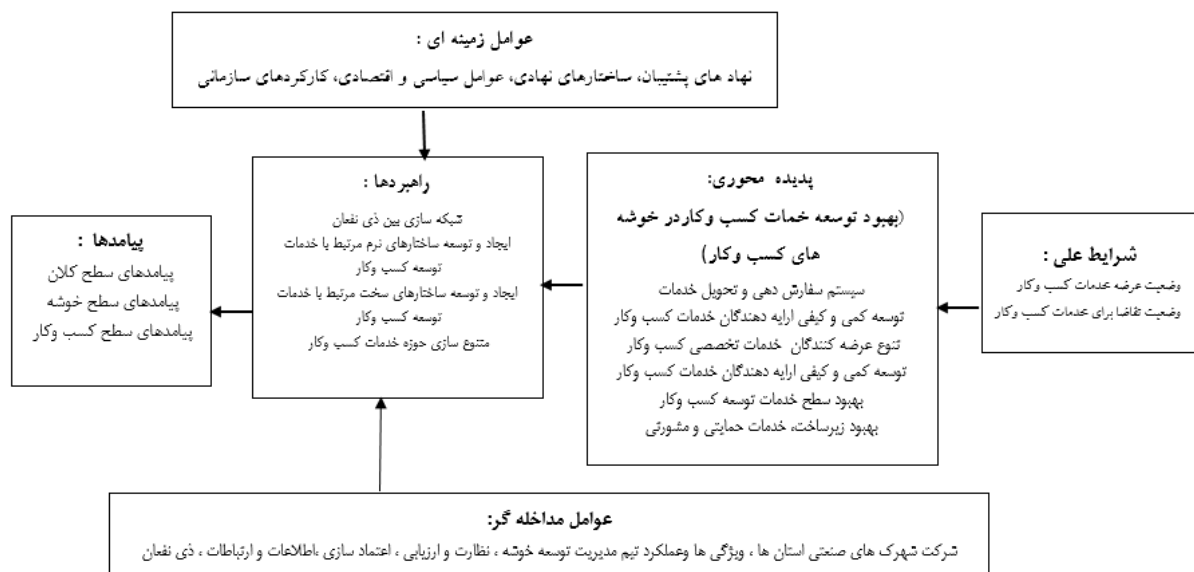 عوامل زمینه ای :
نهاد های پشتیبان، ساختارهای نهادی، عوامل سیاسی و اقتصادی، کارکردهای سازمانی
شرایط علی :
وضعیت عرضه خدمات کسب وکار
وضعیت تقاضا برای خدمات کسب وکار
پدیده محوری:
(بهبود توسعه خمات کسب وکاردر خوشه
های کسب وکار)
سیستم سفارش دهی و تحویل خدمات
توسعه کمی و کیفی ارایه دهندگان خدمات کسب وکار
تنوع عرضه کنندگان خدمات تخصصی کسب وکار
توسعه کمی و کیفی ارایه دهندگان خدمات کسب وکار
بهبود سطح خدمات توسعه کسب وکار
بهبود زیرساخت، خدمات حمایتی و مشورتی
راهبردها :
شبکه سازی بین ذی نفعان
ایجاد و توسعه ساختارهای نرم مرتبط با خدمات
توسعه کسب وکار
ایجاد و توسعه ساختارهای سخت مرتبط با خدمات
توسعه کسب وکار
متنوع سازی حوزه خدمات کسب وکار
پیامدها :
پیامدهای سطح کلان
پیامدهای سطح خوشه
پیامدهای سطح کسب وکار
عوامل مداخله گر:
شرکت شهرک های صنعتی استان ها ، ویژگی ها وعملکرد تیم مدیریت توسعه خوشه ، نظارت و ارزیابی ، اعتماد سازی ،اطلاعات و ارتباطات ، ذی نفعان